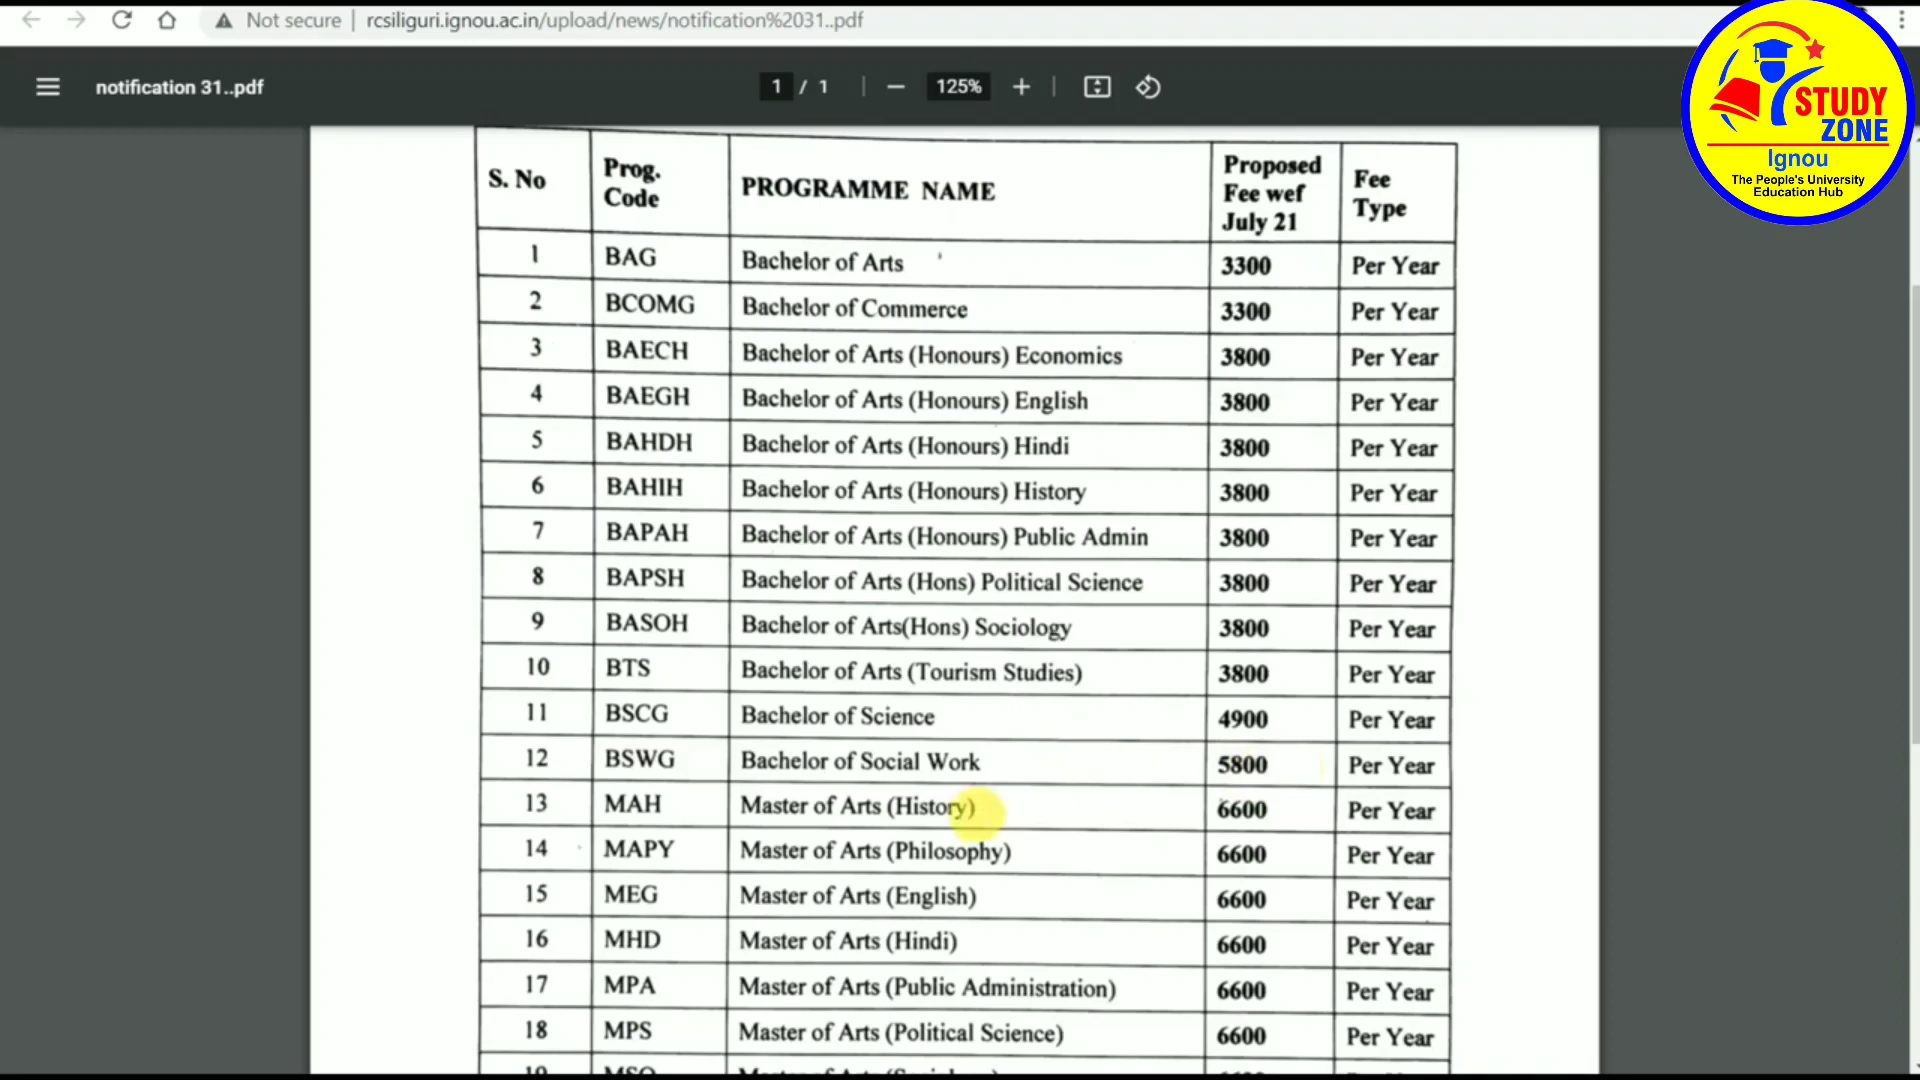 Not secure | rcsiliguri.ignou.ac.in/upload/news/notification%2031..pdf
notification 31..pdf
1 / 1
125%
STUDY
ZONE
Ignou
The People's University
Education Hub
S. No Prog. Code PROGRAMME NAME Proposed Fee wef July 21 Fee Type
1 BAG Bachelor of Arts 3300 Per Year
2 BCOMG Bachelor of Commerce 3300 Per Year
3 BAECH Bachelor of Arts (Honours) Economics 3800 Per Year
4 BAEGH Bachelor of Arts (Honours) English 3800 Per Year
5 BAHDH Bachelor of Arts (Honours) Hindi 3800 Per Year
6 BAHIH Bachelor of Arts (Honours) History 3800 Per Year
7 BAPAH Bachelor of Arts (Honours) Public Admin 3800 Per Year
8 BAPSH Bachelor of Arts (Hons) Political Science 3800 Per Year
9 BASOH Bachelor of Arts(Hons) Sociology 3800 Per Year
10 BTS Bachelor of Arts (Tourism Studies) 3800 Per Year
11 BSCG Bachelor of Science 4900 Per Year
12 BSWG Bachelor of Social Work 5800 Per Year
13 MAH Master of Arts (History) 6600 Per Year
14 MAPY Master of Arts (Philosophy) 6600 Per Year
15 MEG Master of Arts (English) 6600 Per Year
16 MHD Master of Arts (Hindi) 6600 Per Year
17 MPA Master of Arts (Public Administration) 6600 Per Year
18 MPS Master of Arts (Political Science) 6600 Per Year